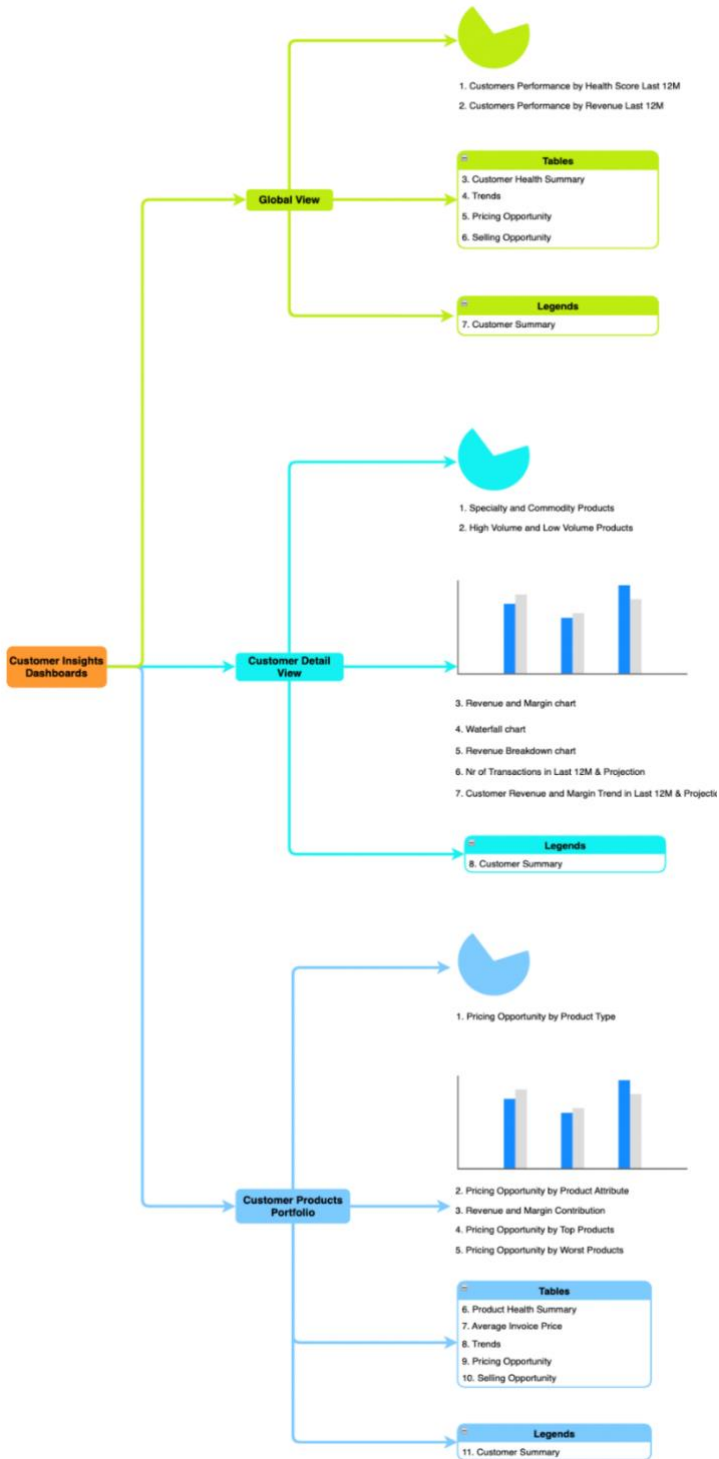 1. Customers Performance by Health Score Last 12M
2. Customers Performance by Revenue Last 12M
Global View
Tables
3. Customer Health Summary
4. Trends
5. Pricing Opportunity
6. Selling Opportunity
Legends
7. Customer Summary
1. Specialty and Commodity Products
2. High Volume and Low Volume Products
Customer Insights
Dashboards
Customer Detail
View
3. Revenue and Margin chart
4. Waterfall chart
5. Revenue Breakdown chart
6. Nr of Transactions in Last 12M & Projection
7. Customer Revenue and Margin Trend in Last 12M & Projectio
Legends
8. Customer Summary
1. Pricing Opportunity by Product Type
Customer Products
Portfolio
2. Pricing Opportunity by Product Attribute
3. Revenue and Margin Contribution
4. Pricing Opportunity by Top Products
5. Pricing Opportunity by Worst Products
Tables
6. Product Health Summary
7. Average Invoice Price
8. Trends
9. Pricing Opportunity
10. Selling Opportunity
Legends
11. Customer Summary